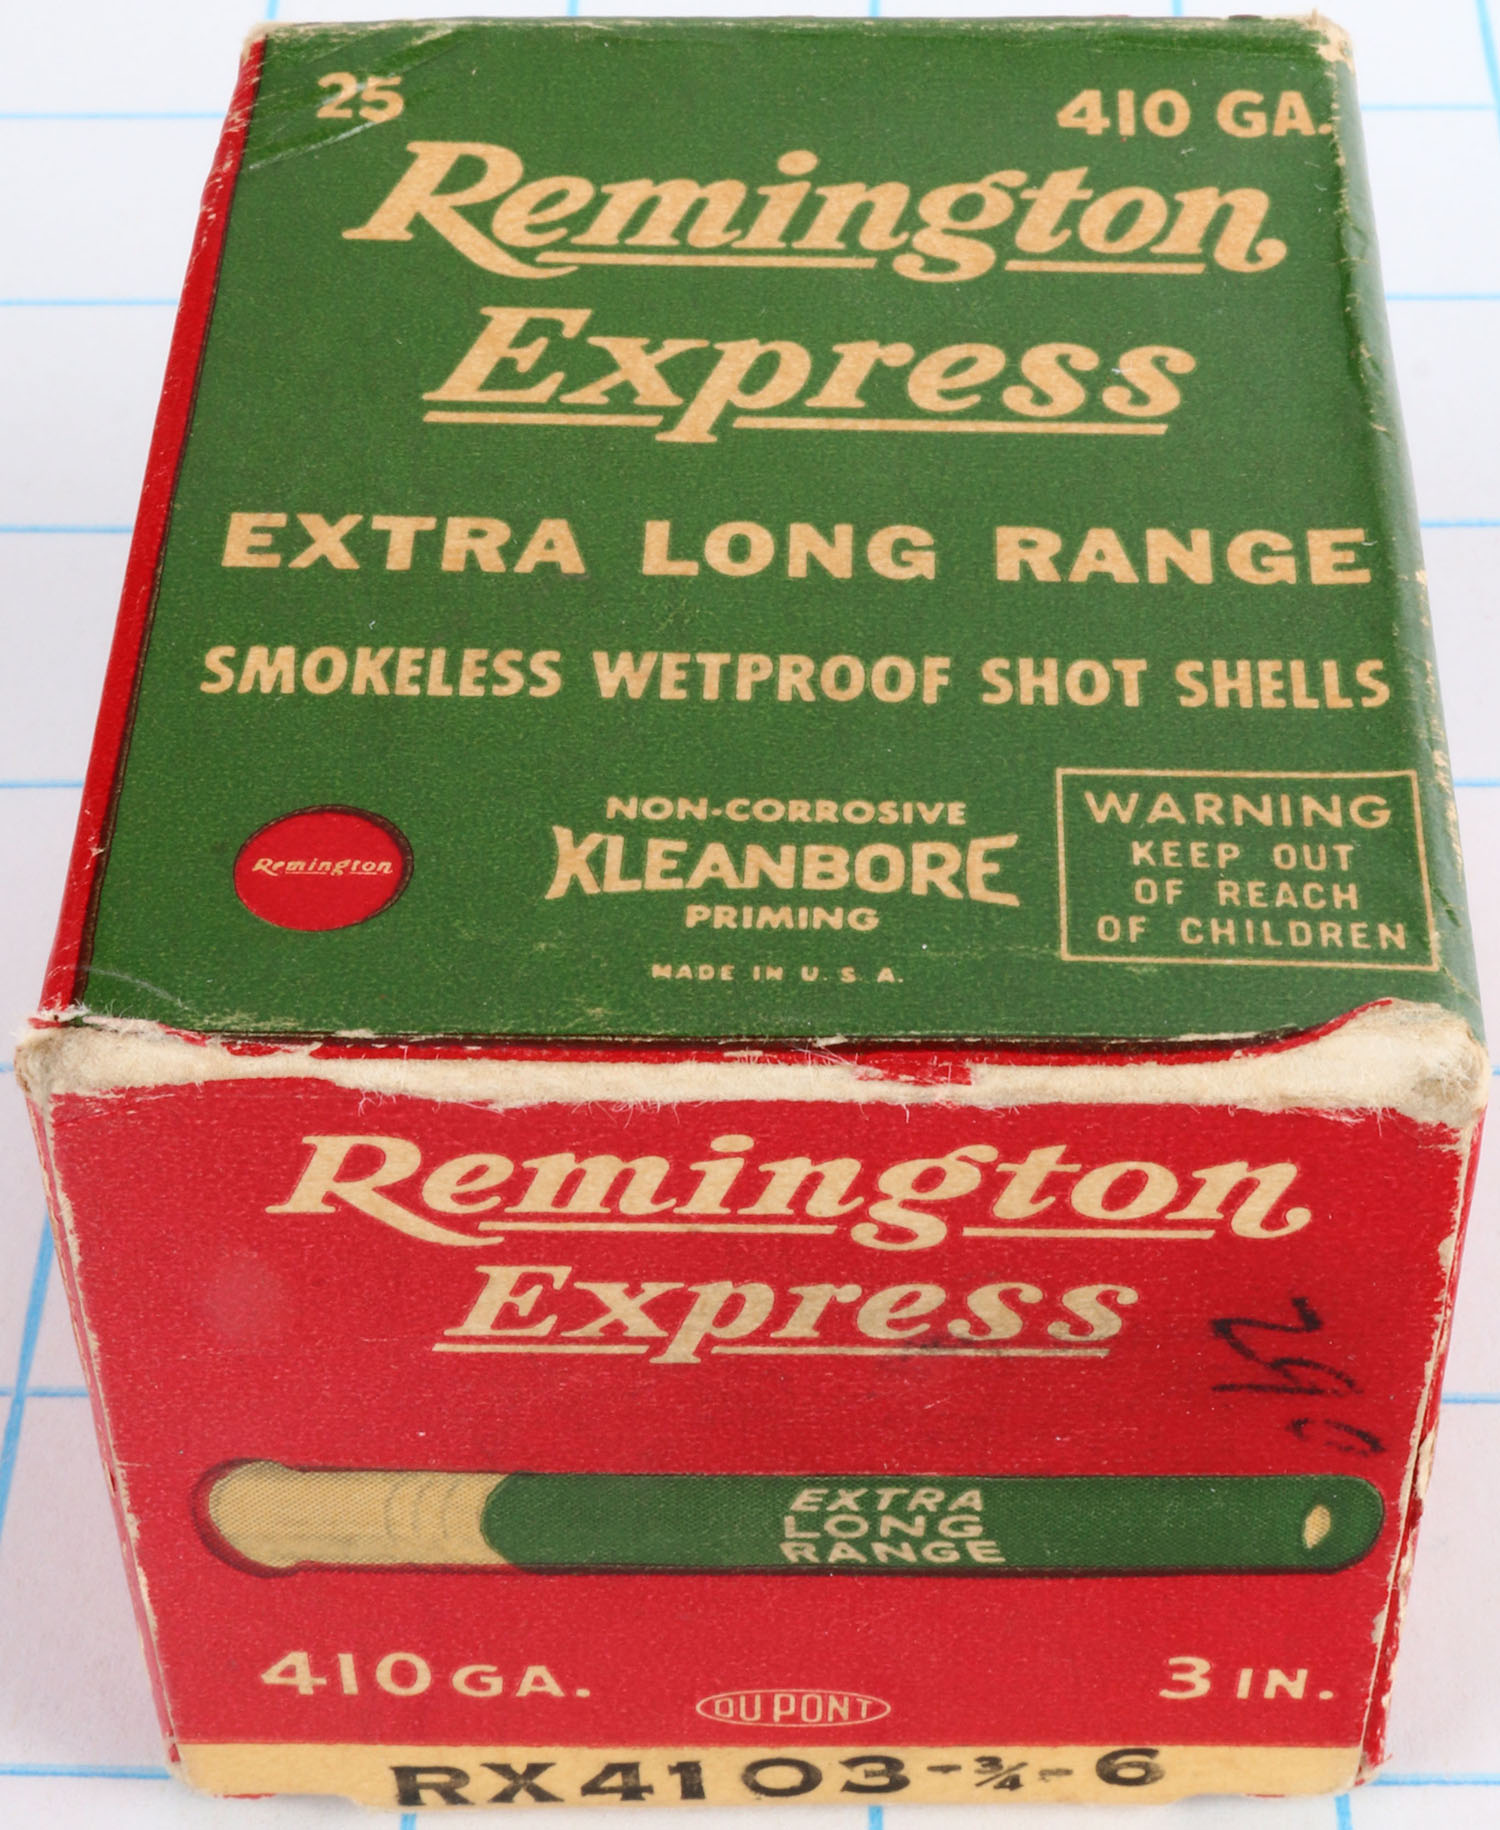 25
410 GA.
Remington
Express
EXTRA LONG RANGE
SMOKELESS WETPROOF SHOT SHELLS
Remington
NON-CORROSIVE
KLEANBORE
PRIMING
MADE IN U. S. A.
WARNING
KEEP OUT
OF REACH
OF CHILDREN
Remington
Express
EXTRA
LONG
RANGE
410 GA.
DU PONT
3 IN.
RX4103-¾-6